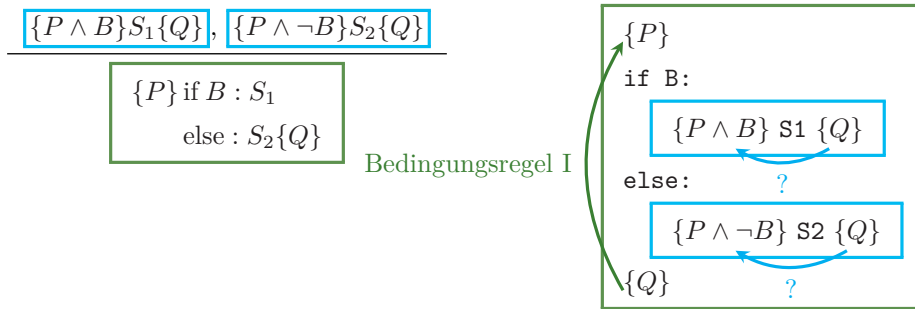 {P ∧ B}S₁{Q}, {P ∧ ¬B}S₂{Q}
{P} if B : S₁
else : S₂{Q}
Bedingungsregel I
{P}
if B:
{P ∧ B} S1 {Q}
?
else:
{P ∧ ¬B} S2 {Q}
?
{Q}